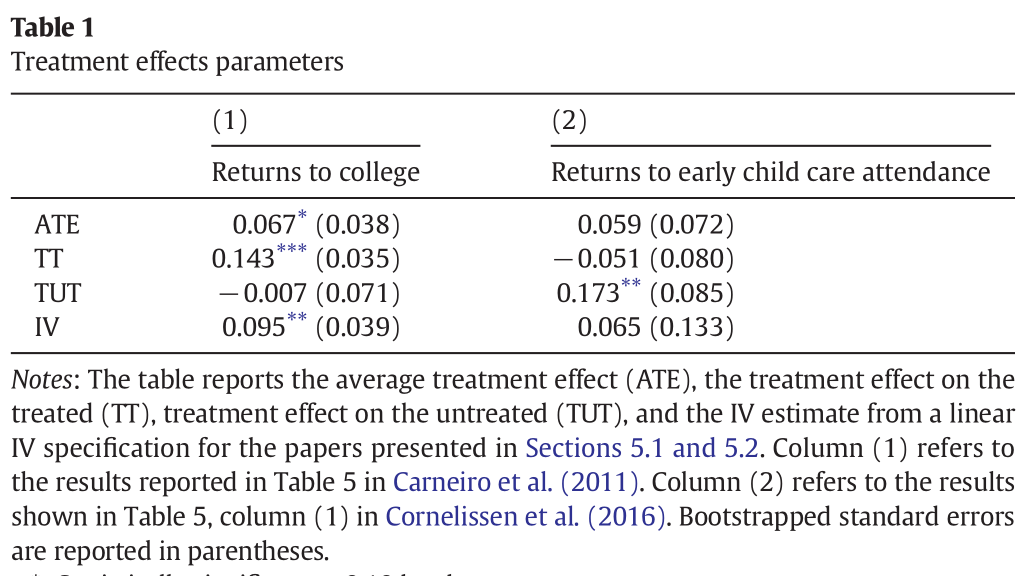 Table 1
Treatment effects parameters
(1) (2)
Returns to college Returns to early child care attendance
ATE 0.067* (0.038) 0.059 (0.072)
TT 0.143*** (0.035) −0.051 (0.080)
TUT −0.007 (0.071) 0.173** (0.085)
IV 0.095** (0.039) 0.065 (0.133)
Notes: The table reports the average treatment effect (ATE), the treatment effect on the
treated (TT), treatment effect on the untreated (TUT), and the IV estimate from a linear
IV specification for the papers presented in Sections 5.1 and 5.2. Column (1) refers to
the results reported in Table 5 in Carneiro et al. (2011). Column (2) refers to the results
shown in Table 5, column (1) in Cornelissen et al. (2016). Bootstrapped standard errors
are reported in parentheses.